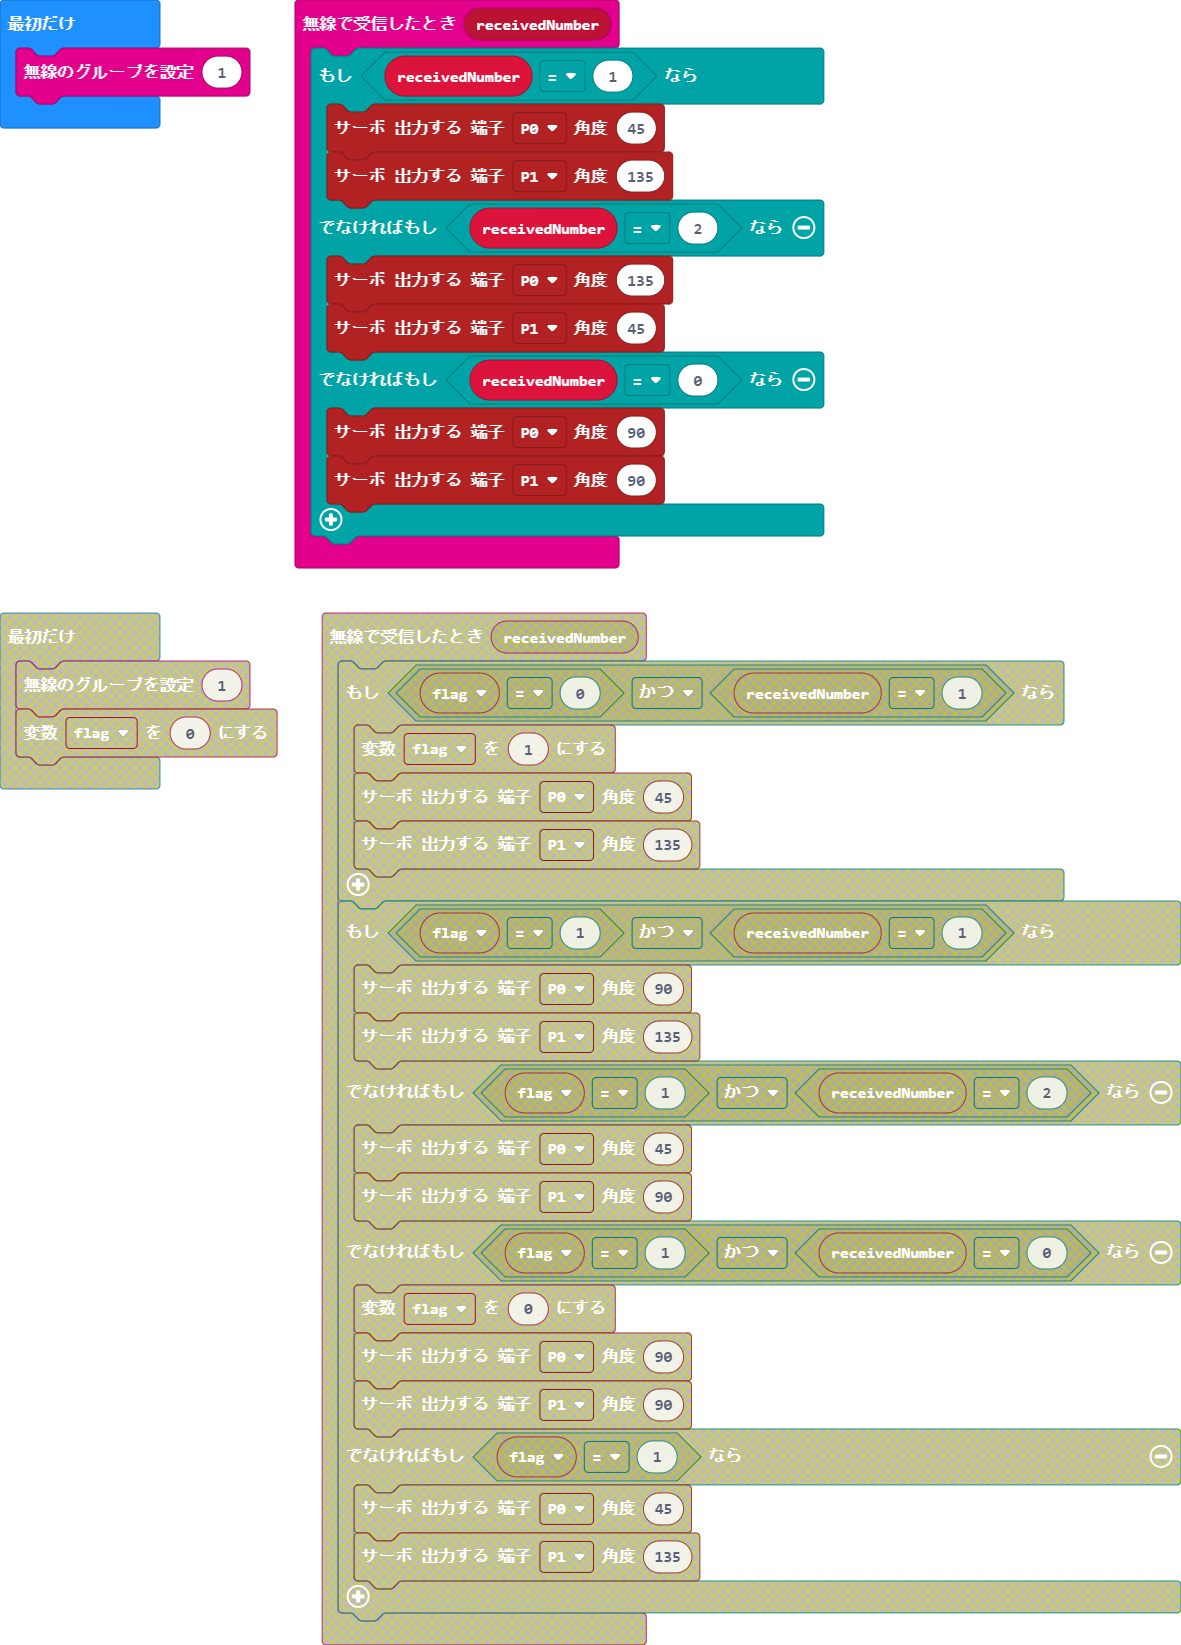 最初だけ
無線のグループを設定 1
無線で受信したとき receivedNumber
もし receivedNumber = 1 なら
サーボ 出力する 端子 P0 角度 45
サーボ 出力する 端子 P1 角度 135
でなければもし receivedNumber = 2 なら
サーボ 出力する 端子 P0 角度 135
サーボ 出力する 端子 P1 角度 45
でなければもし receivedNumber = 0 なら
サーボ 出力する 端子 P0 角度 90
サーボ 出力する 端子 P1 角度 90
最初だけ
無線のグループを設定 1
変数 flag を 0 にする
無線で受信したとき receivedNumber
もし flag = 0 かつ receivedNumber = 1 なら
変数 flag を 1 にする
サーボ 出力する 端子 P0 角度 45
サーボ 出力する 端子 P1 角度 135
もし flag = 1 かつ receivedNumber = 1 なら
サーボ 出力する 端子 P0 角度 90
サーボ 出力する 端子 P1 角度 135
でなければもし flag = 1 かつ receivedNumber = 2 なら
サーボ 出力する 端子 P0 角度 45
サーボ 出力する 端子 P1 角度 90
でなければもし flag = 1 かつ receivedNumber = 0 なら
変数 flag を 0 にする
サーボ 出力する 端子 P0 角度 90
サーボ 出力する 端子 P1 角度 90
でなければもし flag = 1 なら
サーボ 出力する 端子 P0 角度 45
サーボ 出力する 端子 P1 角度 135